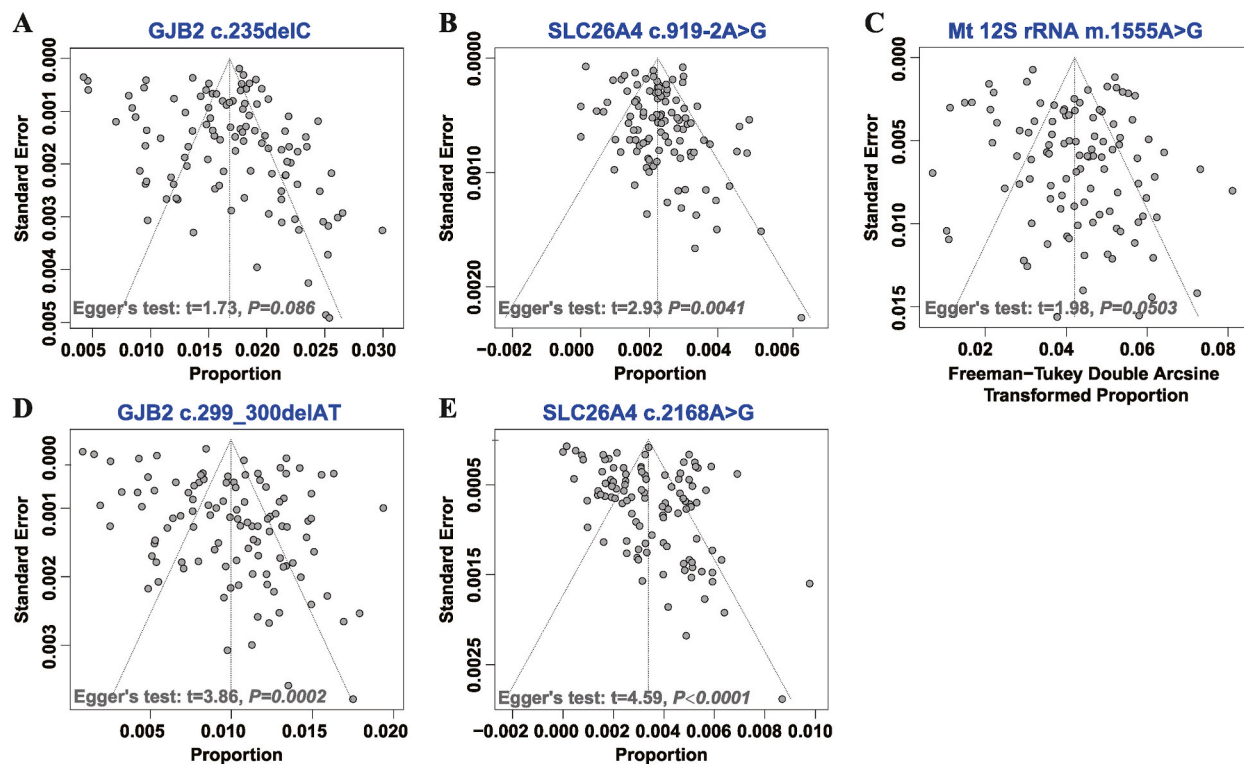 A
GJB2 c.235delC
Standard Error
0.000
0.001
0.002
0.003
0.004
0.005
Egger's test: t=1.73, P=0.086
0.005 0.010 0.015 0.020 0.025 0.030
Proportion
B
SLC26A4 c.919-2A>G
Standard Error
0.0000
0.0010
0.0020
Egger's test: t=2.93 P=0.0041
−0.002 0.000 0.002 0.004 0.006
Proportion
C
Mt 12S rRNA m.1555A>G
Standard Error
0.000
0.005
0.010
0.015
Egger's test: t=1.98, P=0.0503
0.02 0.04 0.06 0.08
Freeman−Tukey Double Arcsine
Transformed Proportion
D
GJB2 c.299_300delAT
Standard Error
0.000
0.001
0.002
0.003
Egger's test: t=3.86, P=0.0002
0.005 0.010 0.015 0.020
Proportion
E
SLC26A4 c.2168A>G
Standard Error
0.0005
0.0015
0.0025
Egger's test: t=4.59, P<0.0001
−0.002 0.000 0.002 0.004 0.006 0.008 0.010
Proportion